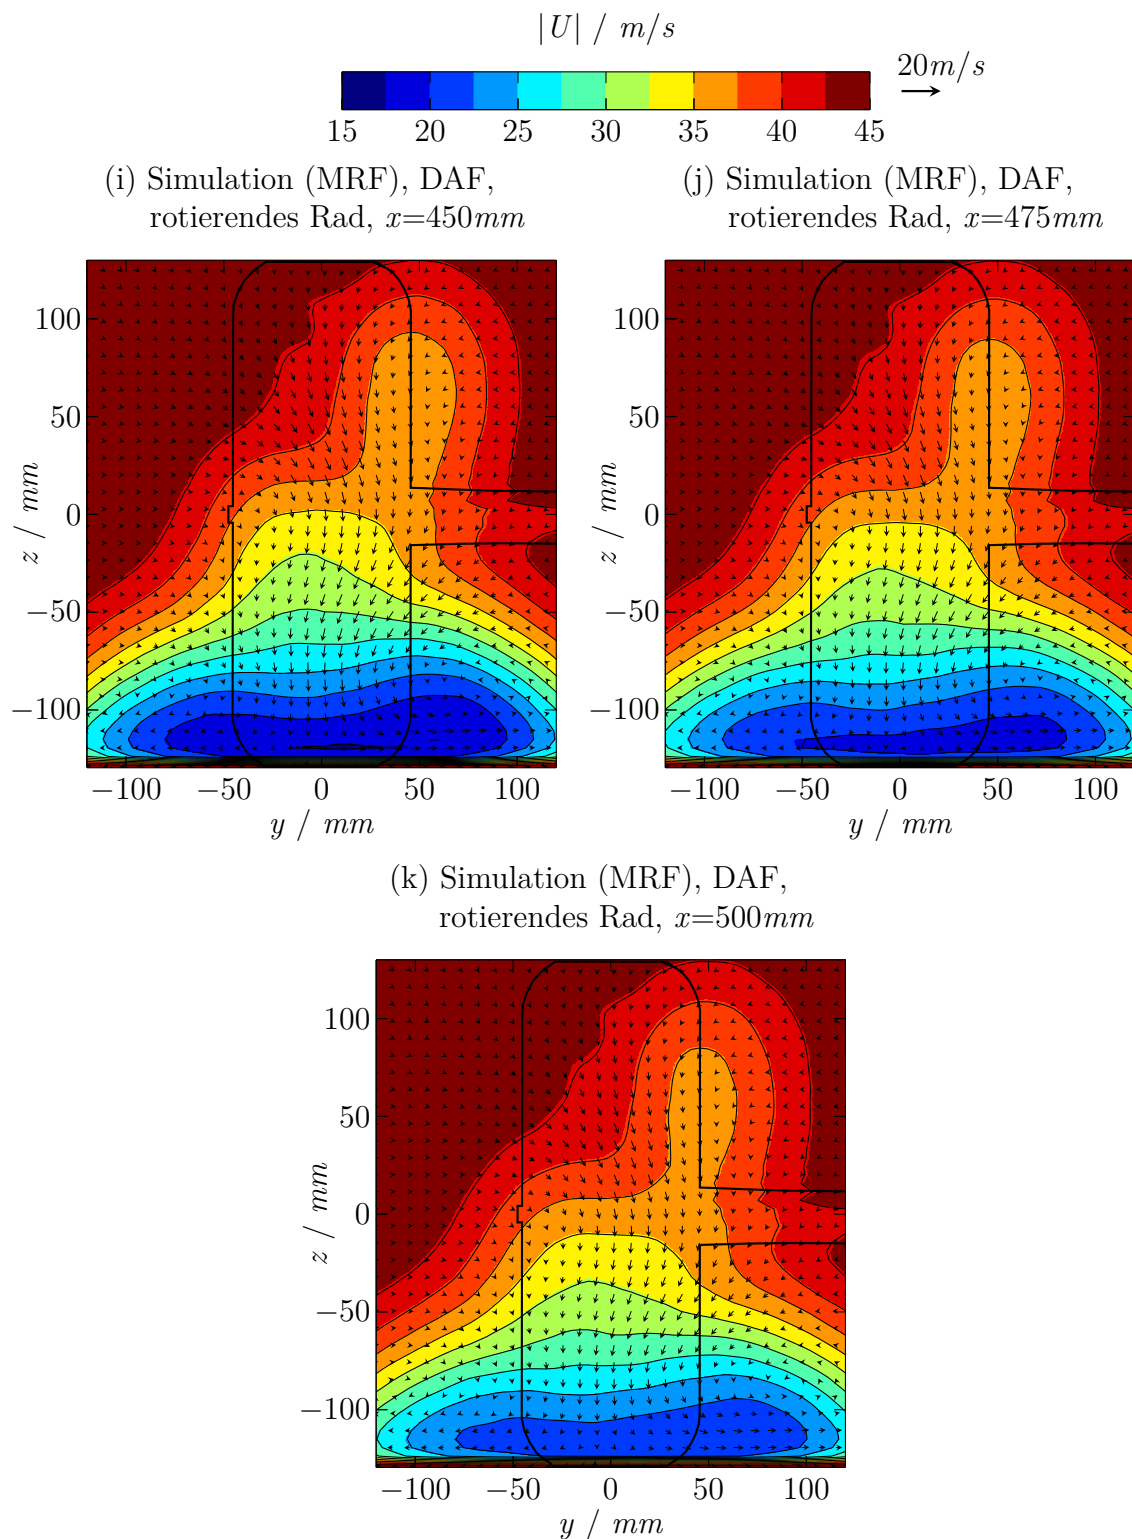 |U| / m/s
20m/s
15 20 25 30 35 40 45
(i) Simulation (MRF), DAF,
rotierendes Rad, x=450mm
(j) Simulation (MRF), DAF,
rotierendes Rad, x=475mm
100
50
0
−50
−100
z / mm
−100 −50 0 50 100
y / mm
100
50
0
−50
−100
z / mm
−100 −50 0 50 100
y / mm
(k) Simulation (MRF), DAF,
rotierendes Rad, x=500mm
100
50
0
−50
−100
z / mm
−100 −50 0 50 100
y / mm